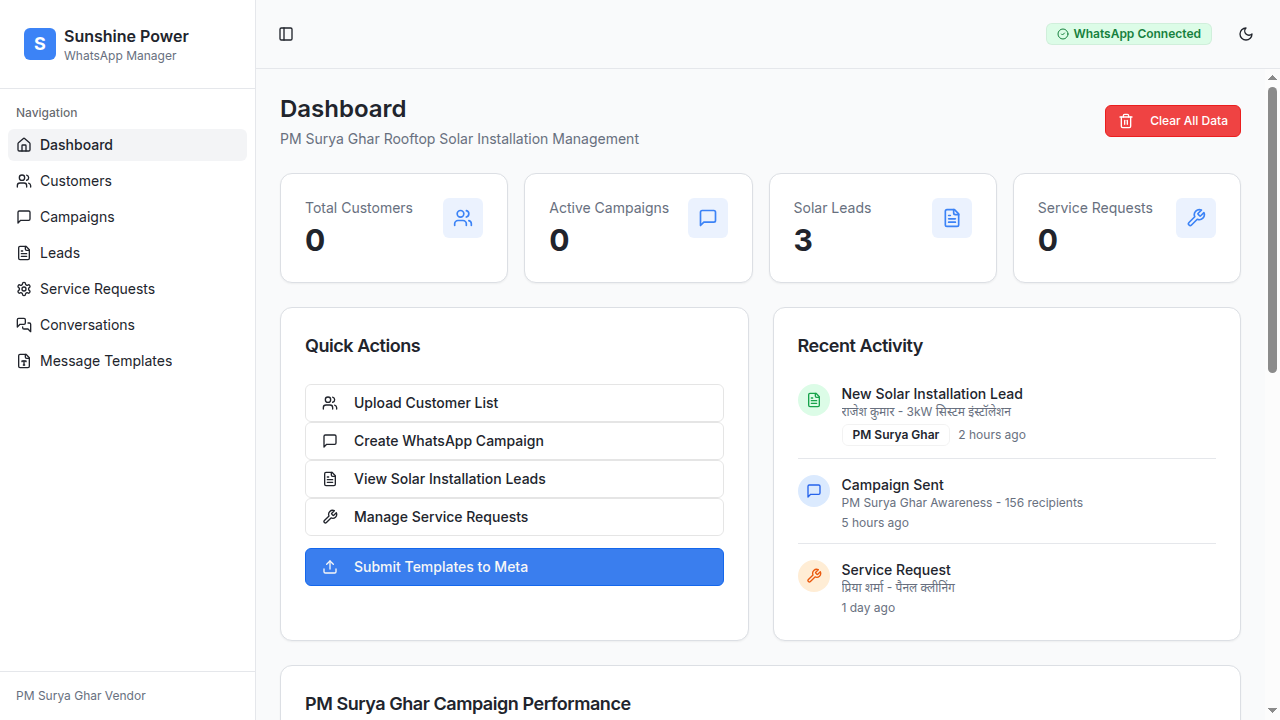 S
Sunshine Power
WhatsApp Manager
Navigation
Dashboard
Customers
Campaigns
Leads
Service Requests
Conversations
Message Templates
PM Surya Ghar Vendor
WhatsApp Connected
Dashboard
PM Surya Ghar Rooftop Solar Installation Management
Clear All Data
Total Customers
0
Active Campaigns
0
Solar Leads
3
Service Requests
0
Quick Actions
Upload Customer List
Create WhatsApp Campaign
View Solar Installation Leads
Manage Service Requests
Submit Templates to Meta
Recent Activity
New Solar Installation Lead
राजेश कुमार - 3kW सिस्टम इंस्टॉलेशन
PM Surya Ghar 2 hours ago
Campaign Sent
PM Surya Ghar Awareness - 156 recipients
5 hours ago
Service Request
प्रिया शर्मा - पैनल क्लीनिंग
1 day ago
PM Surya Ghar Campaign Performance